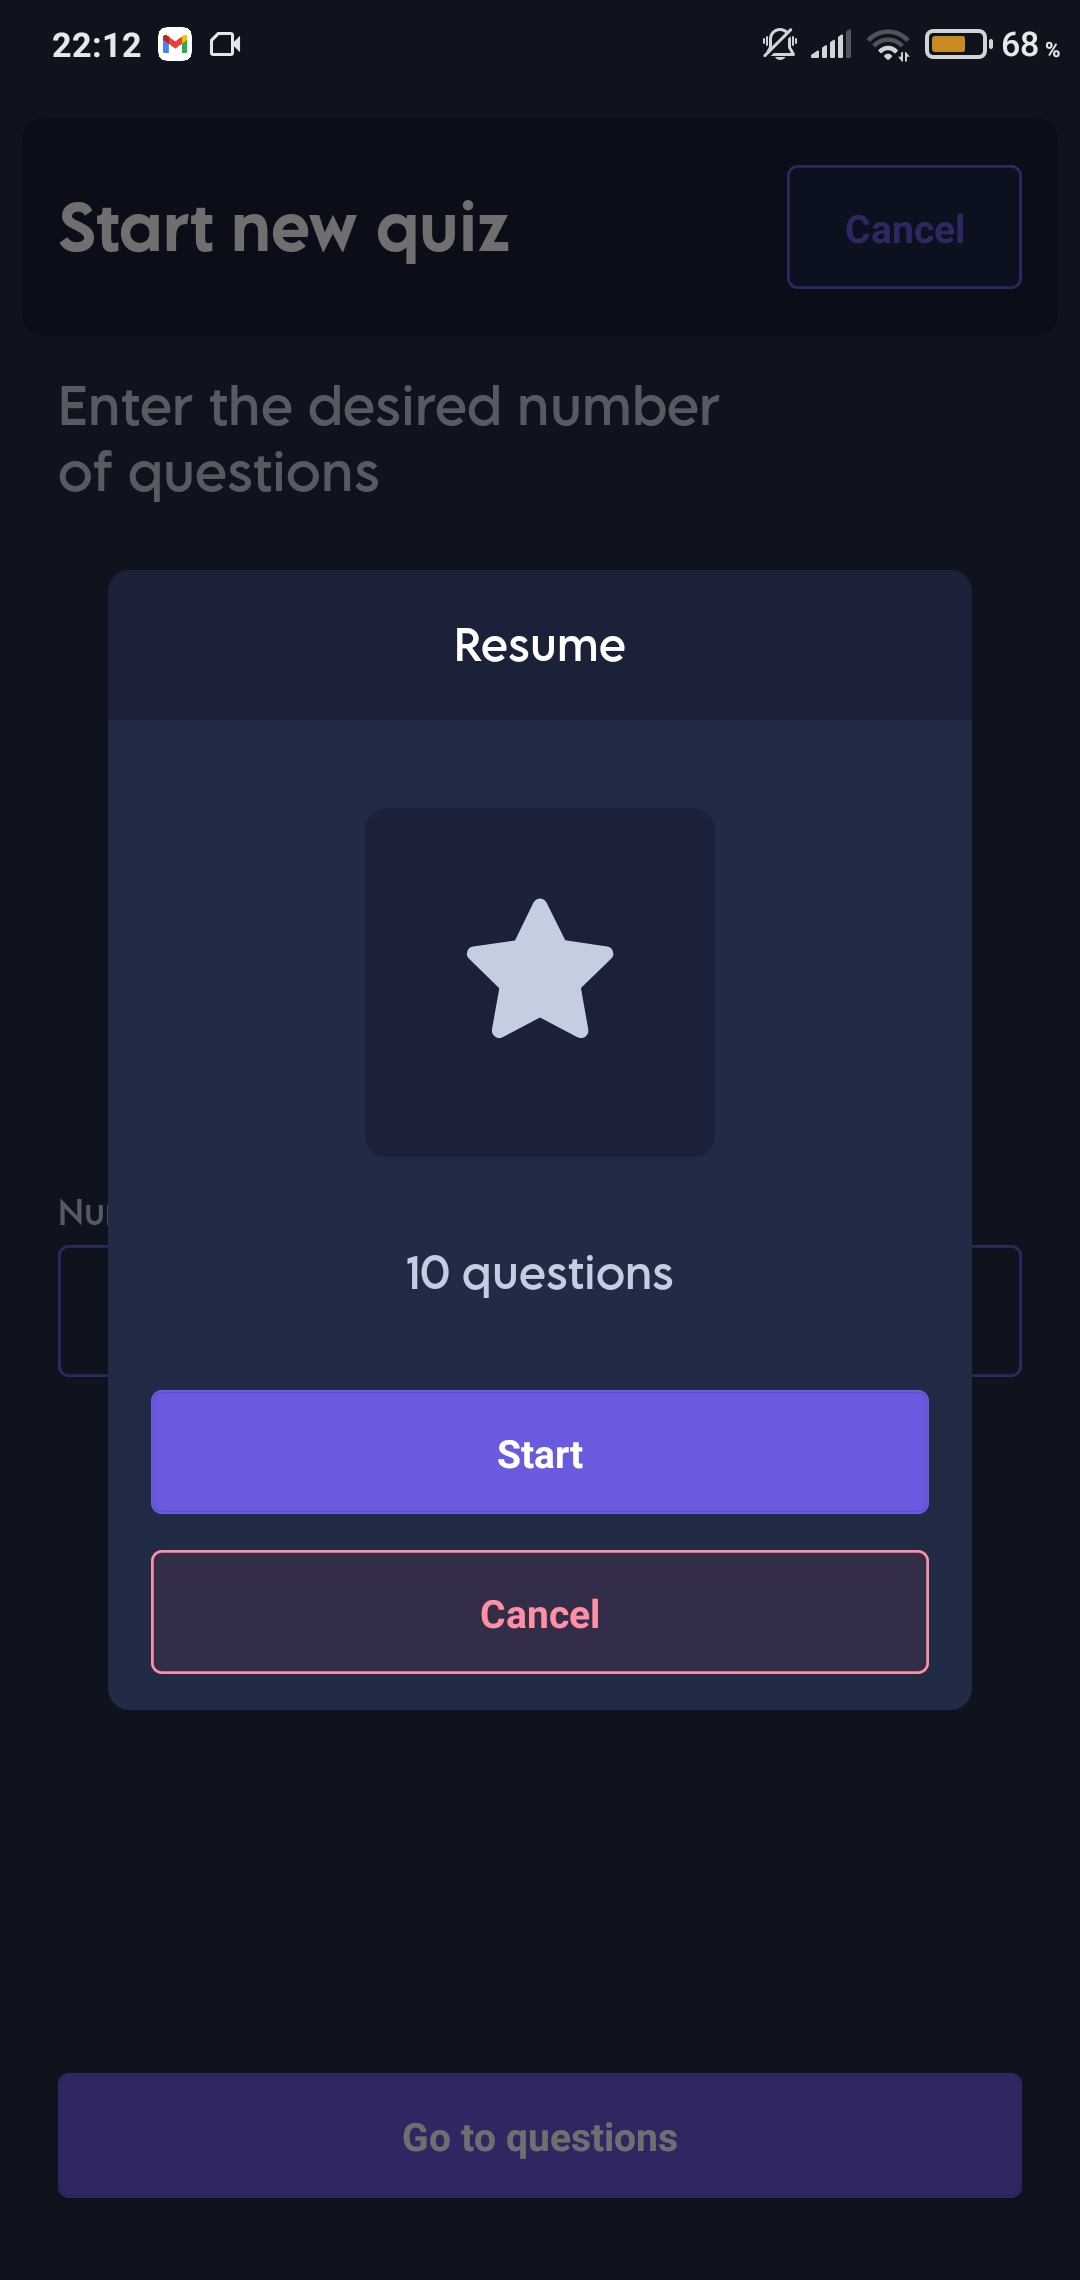 22:12
68 %
Start new quiz
Cancel
Enter the desired number
of questions
Resume
10 questions
Start
Cancel
Go to questions